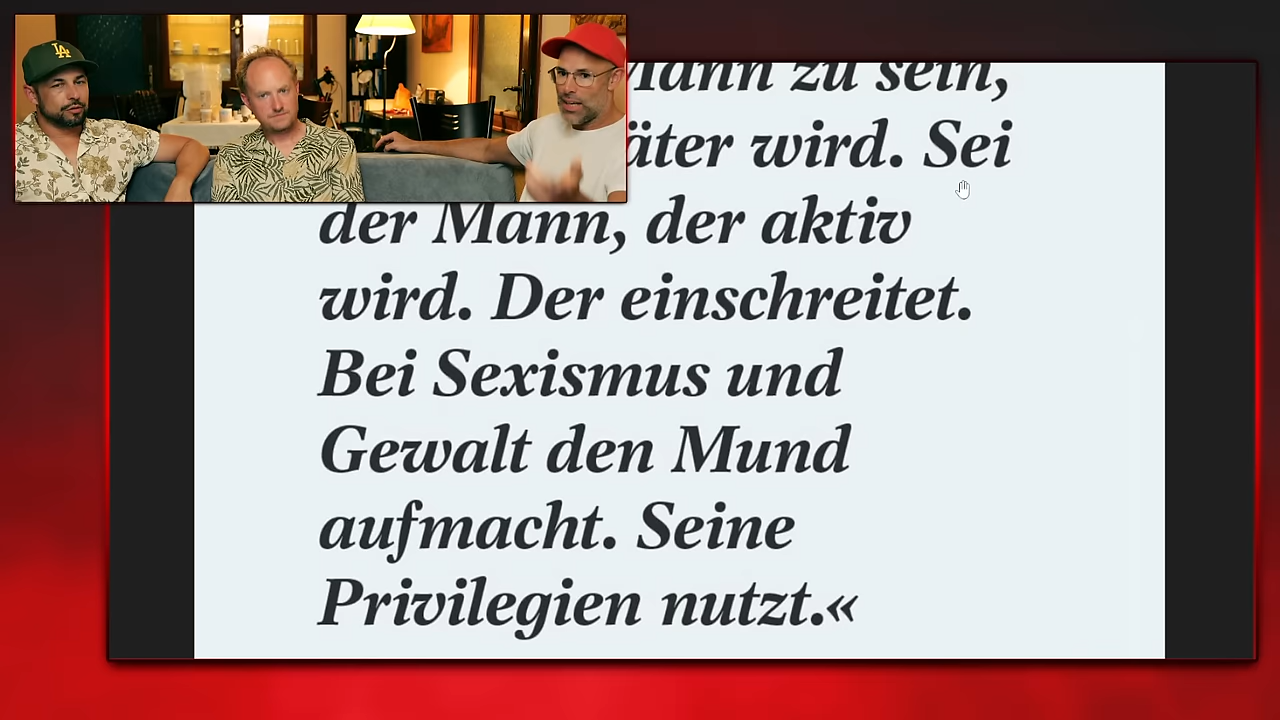 LA
Mann zu sein,
äter wird. Sei
der Mann, der aktiv
wird. Der einschreitet.
Bei Sexismus und
Gewalt den Mund
aufmacht. Seine
Privilegien nutzt.«